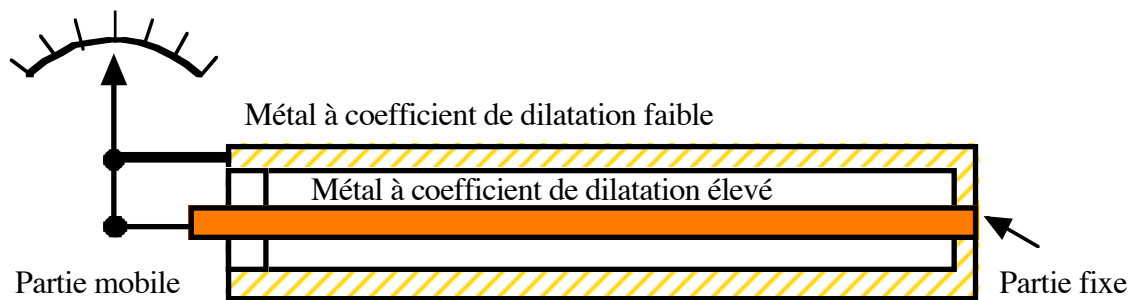 Métal à coefficient de dilatation faible
Métal à coefficient de dilatation élevé
Partie mobile
Partie fixe